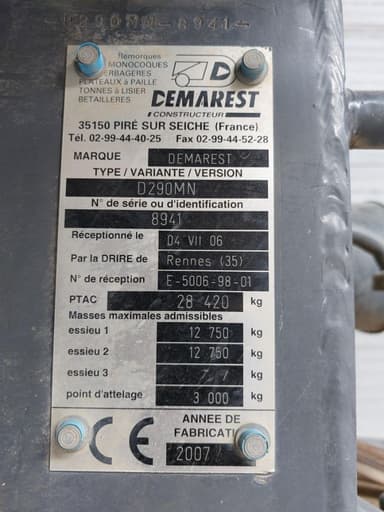 -D290MN-8941-
Remorques
MONOCOQUES
HERBAGERES
PLATEAUX à PAILLE
TONNES à LISIER
BETAILLERES
D
DEMAREST
CONSTRUCTEUR
35150 PIRÉ SUR SEICHE (France)
Tél. 02-99-44-40-25 Fax 02-99-44-52-28
MARQUE DEMAREST
TYPE / VARIANTE / VERSION
D290MN
N° de série ou d'identification
8941
Réceptionné le 04 VII 06
Par la DRIRE de Rennes (35)
N° de réception E-5006-98-01
PTAC 28 420 kg
Masses maximales admissibles
essieu 1 12 750 kg
essieu 2 12 750 kg
essieu 3 / / kg
point d'attelage 3 000 kg
CE
ANNEE DE
FABRICATION
2007